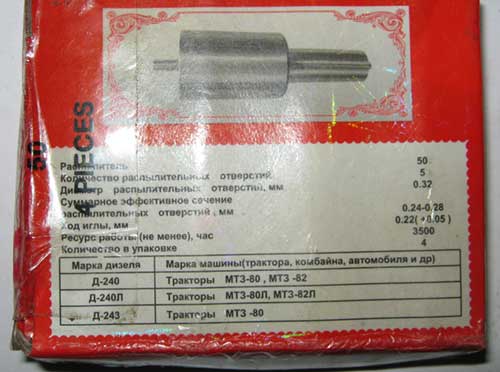 50
4 PIECES
Распылитель 50
Количество распылительных отверстий 5
Диаметр распылительных отверстий, мм 0.32
Суммарное эффективное сечение
распылительных отверстий, мм 0.24-0.28
Ход иглы, мм 0.22( +0.05 )
Ресурс работы (не менее), час 3500
Количество в упаковке 4
Марка дизеля Марка машины(трактора, комбайна, автомобиля и др)
Д-240 Тракторы МТЗ-80 , МТЗ -82
Д-240Л Тракторы МТЗ-80Л, МТЗ-82Л
Д-243 Тракторы МТЗ -80